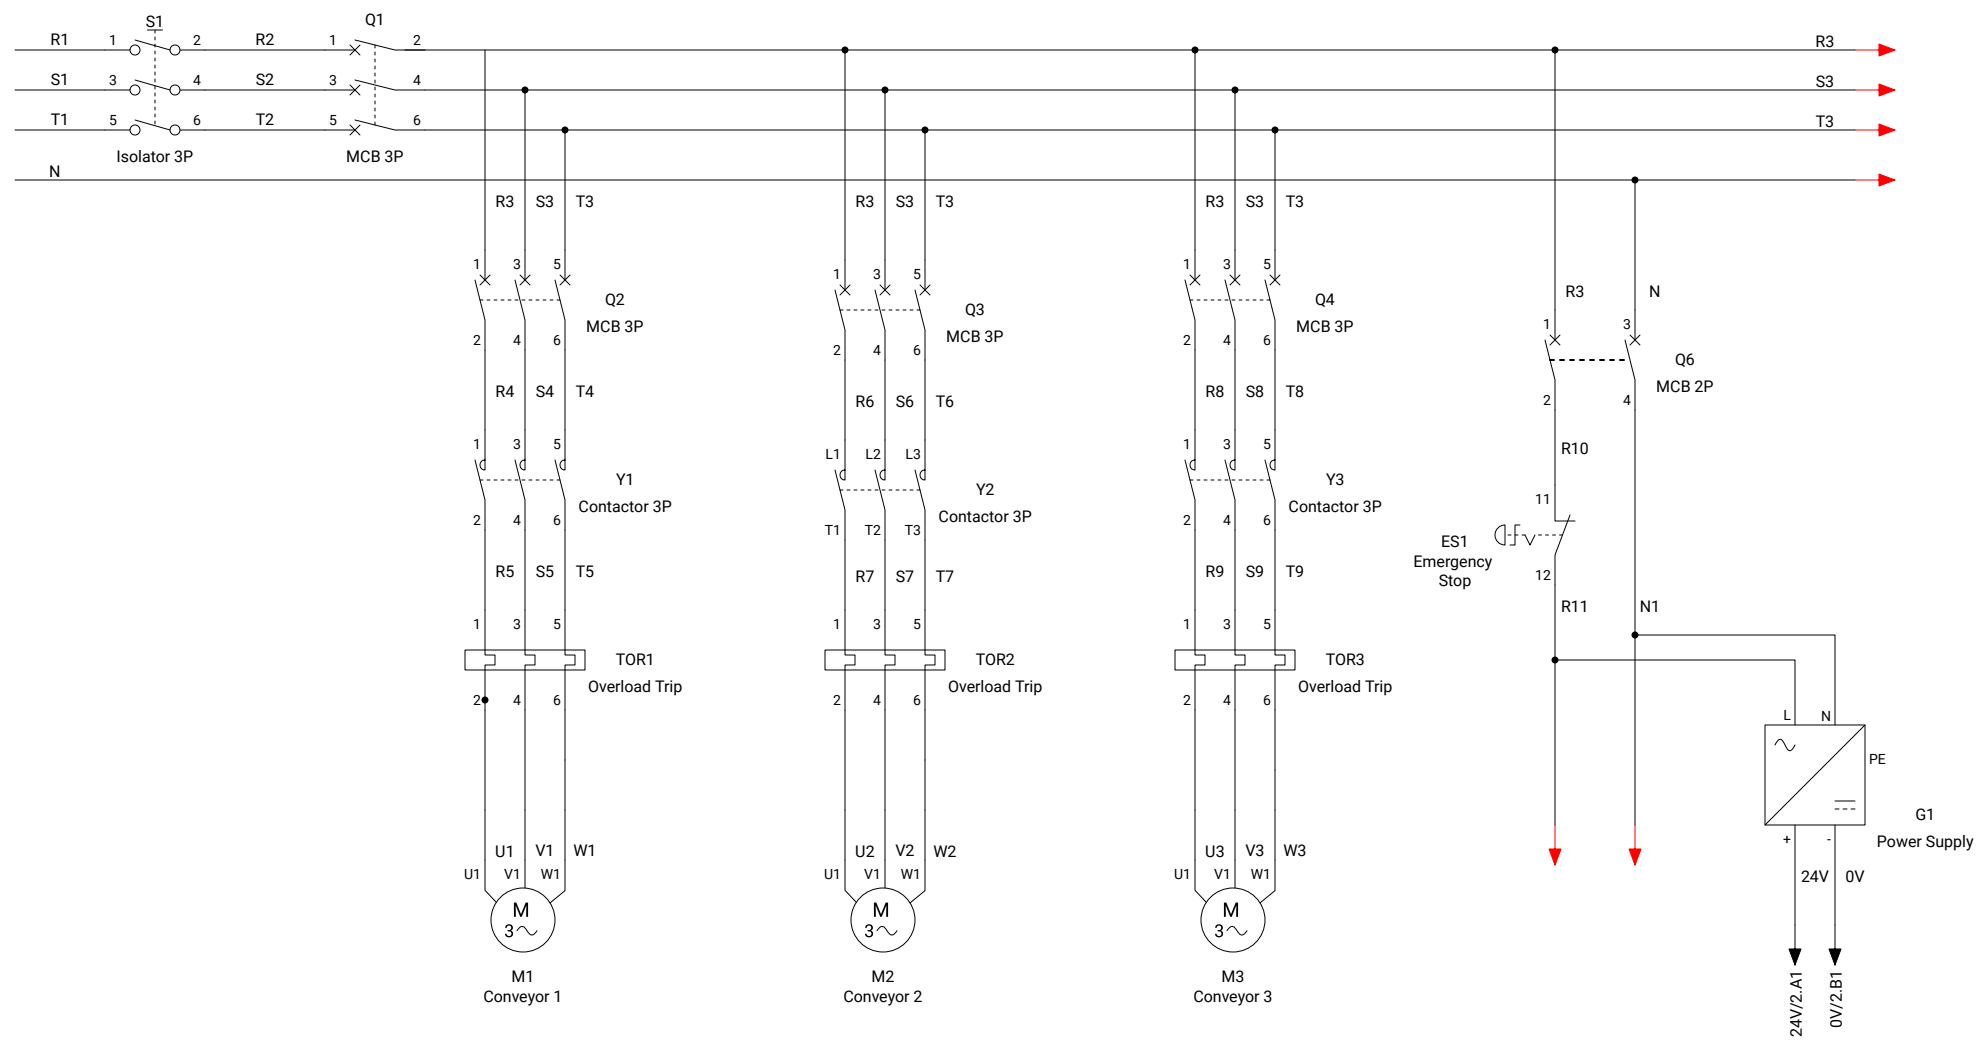 S1
Q1
R1 1 2 R2 1 2 R3
S1 3 4 S2 3 4 S3
T1 5 6 T2 5 6 T3
Isolator 3P MCB 3P
N
R3 S3 T3 R3 S3 T3 R3 S3 T3
1 3 5 1 3 5 1 3 5
Q2 Q3 Q4
MCB 3P MCB 3P MCB 3P
R3 N
1 3
Q6
MCB 2P
2 4
2 4 6 2 4 6 2 4 6
R4 S4 T4 R6 S6 T6 R8 S8 T8
1 3 5 L1 L2 L3 1 3 5
Y1 Y2 Y3
Contactor 3P Contactor 3P Contactor 3P
2 4 6 T1 T2 T3 2 4 6
R10
11
ES1
Emergency
Stop
12
R11 N1
R5 S5 T5 R7 S7 T7 R9 S9 T9
1 3 5 1 3 5 1 3 5
TOR1 TOR2 TOR3
Overload Trip Overload Trip Overload Trip
2 4 6 2 4 6 2 4 6
L N
PE
G1
Power Supply
+ -
24V 0V
U1 V1 W1 U2 V2 W2 U3 V3 W3
U1 V1 W1 U1 V1 W1 U1 V1 W1
M M M
3 3 3
M1 M2 M3
Conveyor 1 Conveyor 2 Conveyor 3
24V/2.A1
0V/2.B1